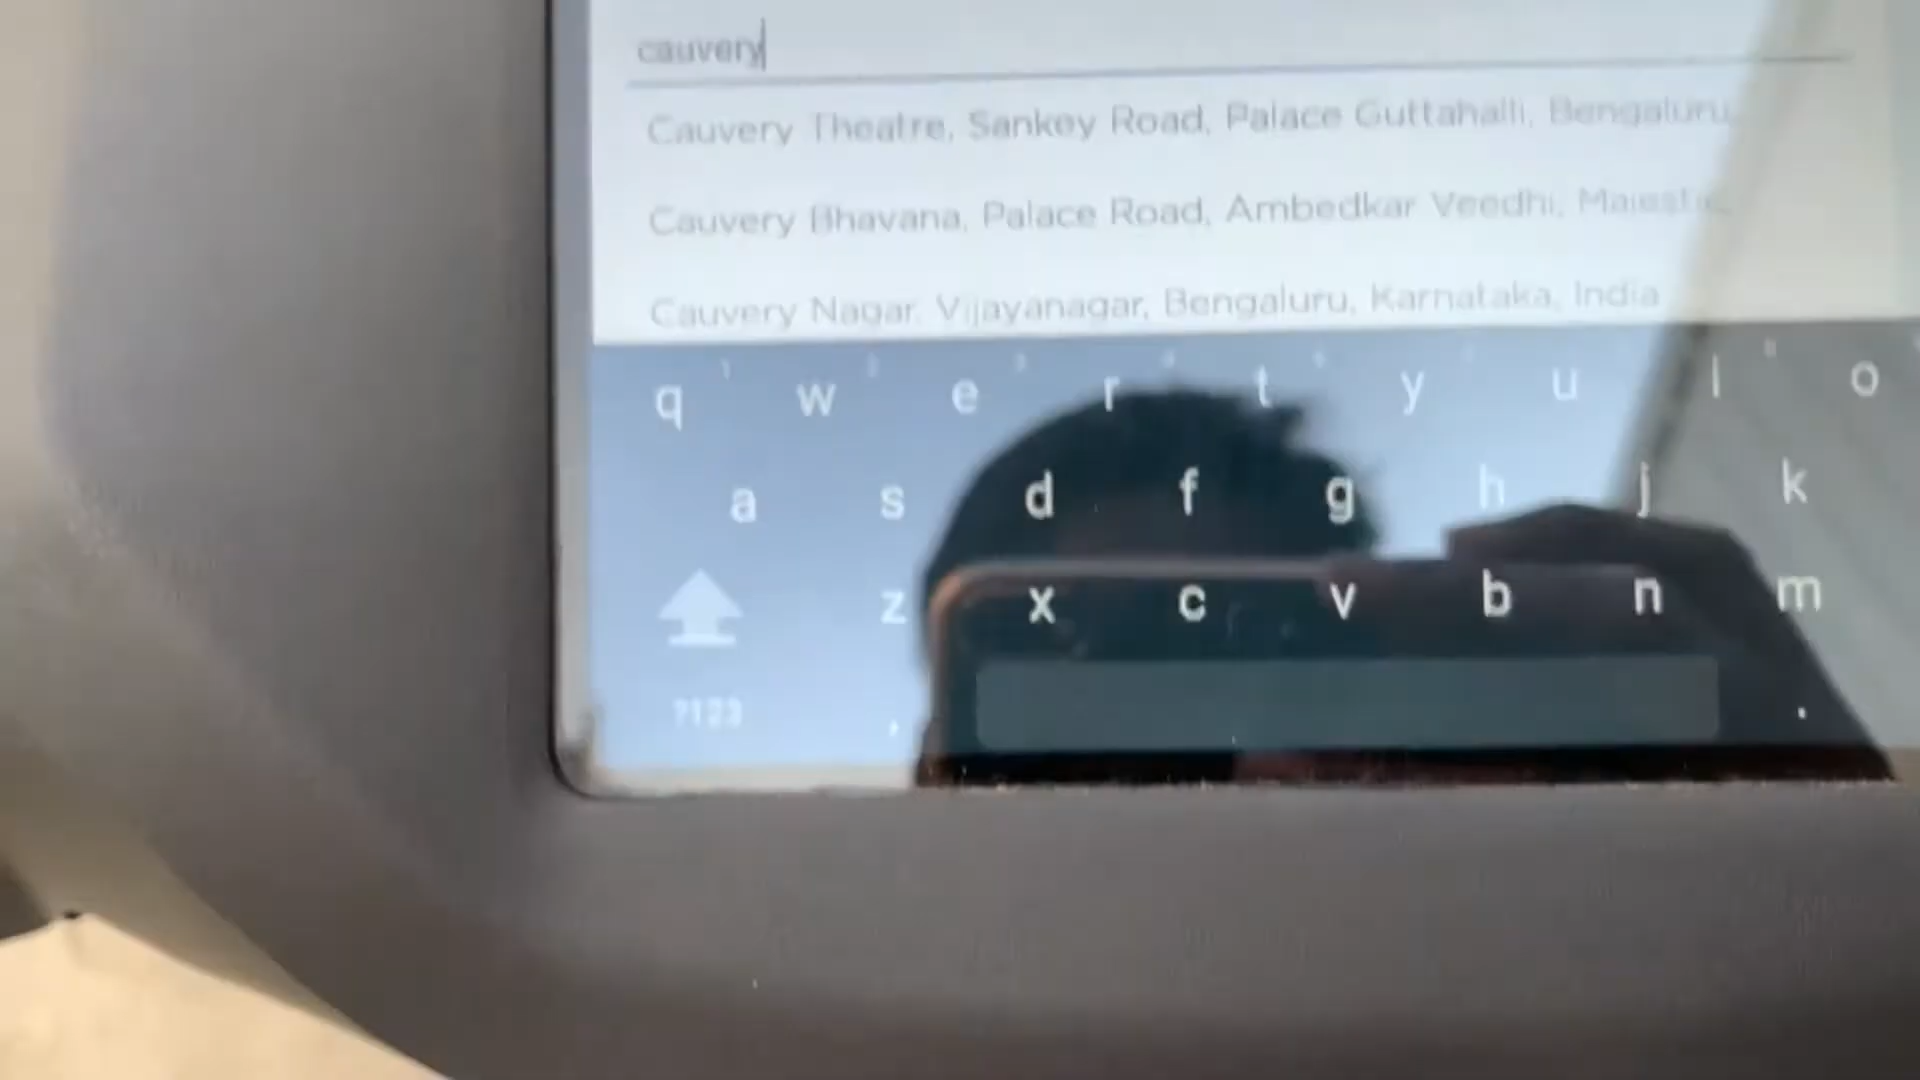 cauvery
Cauvery Theatre, Sankey Road, Palace Guttahalli, Bengaluru,
Cauvery Bhavana, Palace Road, Ambedkar Veedhi, Majestic,
Cauvery Nagar, Vijayanagar, Bengaluru, Karnataka, India
q w e r t y u i o
a s d f g h j k
z x c v b n m
?123 , .